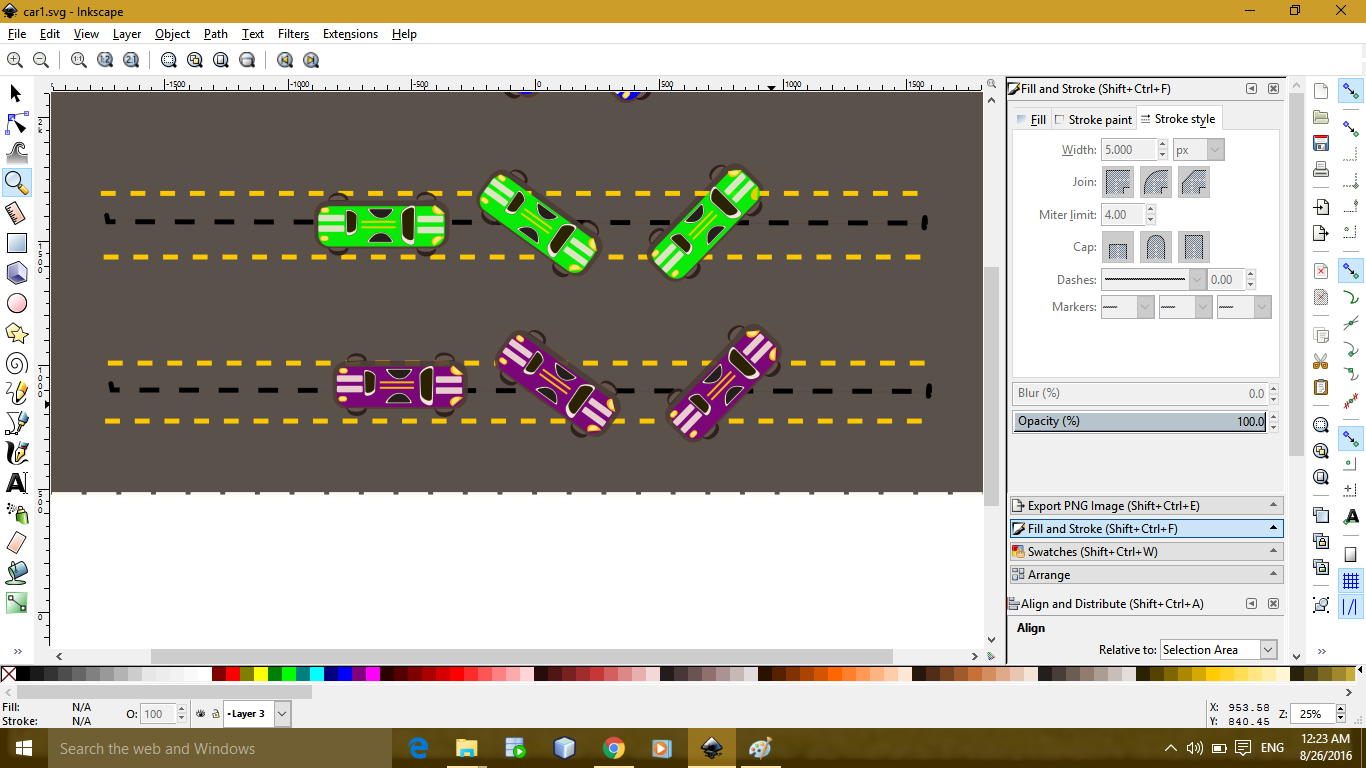 car1.svg - Inkscape
File Edit View Layer Object Path Text Filters Extensions Help
-1500 -1000 -500 0 500 1000 1500
Fill and Stroke (Shift+Ctrl+F)
Fill Stroke paint Stroke style
Width: 5.000 px
Join:
Miter limit: 4.00
Cap:
Dashes: 0.00
Markers:
Blur (%) 0.0
Opacity (%) 100.0
Export PNG Image (Shift+Ctrl+E)
Fill and Stroke (Shift+Ctrl+F)
Swatches (Shift+Ctrl+W)
Arrange
Align and Distribute (Shift+Ctrl+A)
Align
Relative to: Selection Area
Fill: N/A
Stroke: N/A
O: 100
•Layer 3
X: 953.58
Y: 840.45
Z: 25%
Search the web and Windows
ENG
12:23 AM
8/26/2016